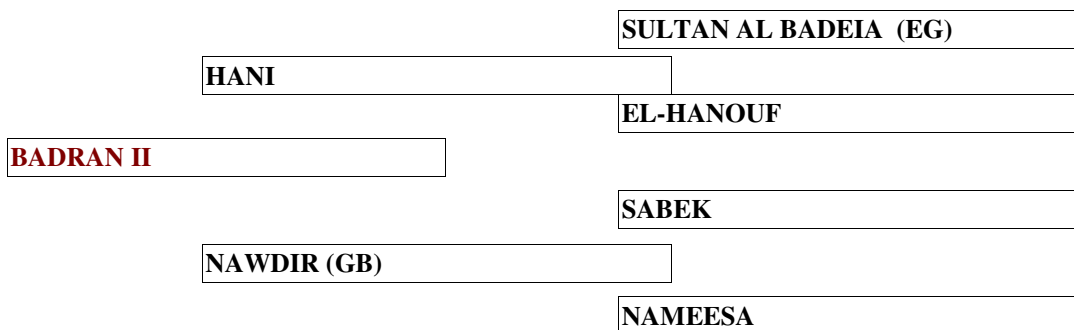 SULTAN AL BADEIA (EG)
HANI
EL-HANOUF
BADRAN II
SABEK
NAWDIR (GB)
NAMEESA